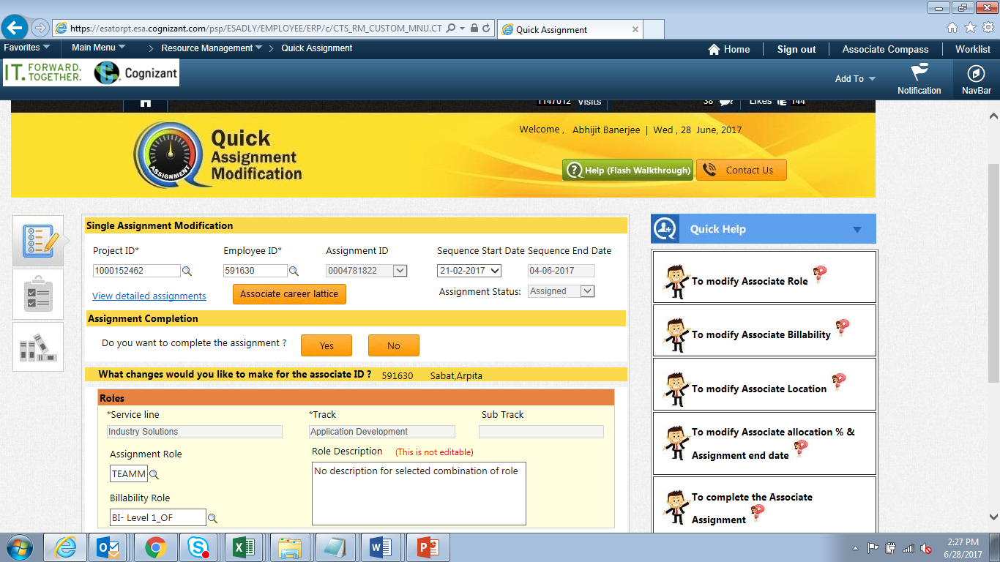 https://esatorpt.esa.cognizant.com/psp/ESADLY/EMPLOYEE/ERP/c/CTS_RM_CUSTOM_MNU.CT
Quick Assignment
Favorites Main Menu > Resource Management > Quick Assignment
Home Sign out Associate Compass Worklist
IT. FORWARD. TOGETHER. Cognizant
Add To Notification NavBar
1147012 Visits 38 Likes 144
Welcome , Abhijit Banerjee | Wed , 28 June, 2017
Quick Assignment Modification
ASSIGNMENT
Help (Flash Walkthrough) Contact Us
Single Assignment Modification
Project ID* Employee ID* Assignment ID Sequence Start Date Sequence End Date
1000152462 591630 0004781822 21-02-2017 04-06-2017
View detailed assignments Associate career lattice Assignment Status: Assigned
Assignment Completion
Do you want to complete the assignment ? Yes No
What changes would you like to make for the associate ID ? 591630 Sabat,Arpita
Roles
*Service line *Track Sub Track
Industry Solutions Application Development
Assignment Role Role Description (This is not editable)
TEAMM No description for selected combination of role
Billability Role
BI- Level 1_OF
Quick Help
To modify Associate Role
To modify Associate Billability
To modify Associate Location
To modify Associate allocation % &
Assignment end date
To complete the Associate
Assignment
2:27 PM
6/28/2017